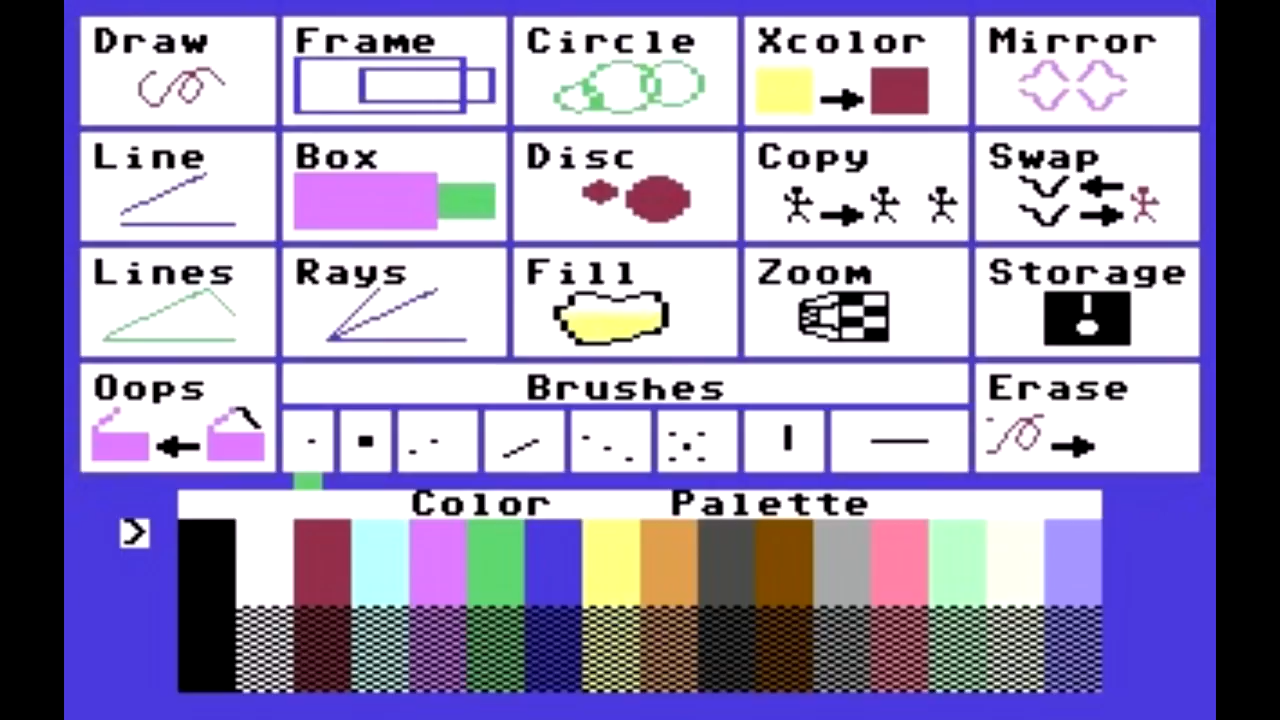 Draw Frame Circle Xcolor Mirror
Line Box Disc Copy Swap
Lines Rays Fill Zoom Storage
Oops Brushes Erase
Color Palette
>